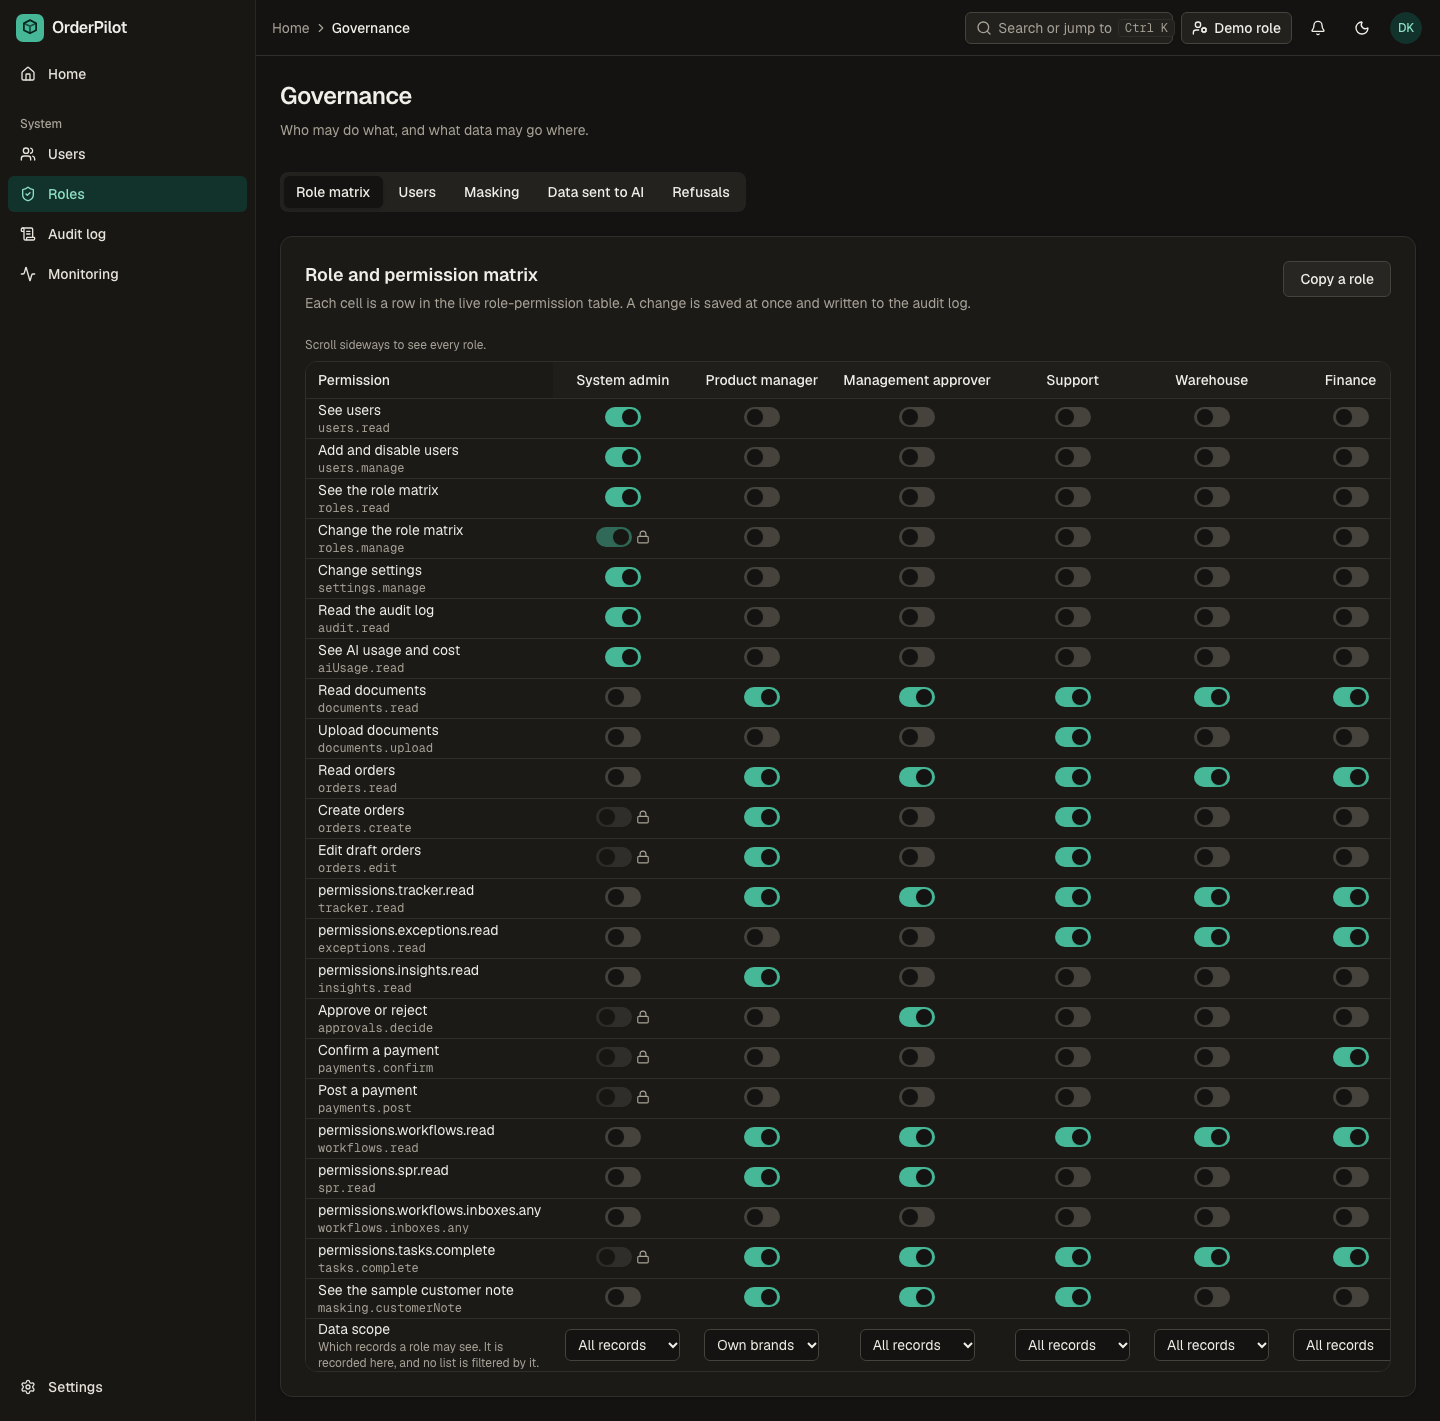 OrderPilot
Home
System
Users
Roles
Audit log
Monitoring
Settings
Home > Governance
Search or jump to Ctrl K
Demo role
DK
Governance
Who may do what, and what data may go where.
Role matrix Users Masking Data sent to AI Refusals
Role and permission matrix
Each cell is a row in the live role-permission table. A change is saved at once and written to the audit log.
Copy a role
Scroll sideways to see every role.
Permission System admin Product manager Management approver Support Warehouse Finance
See users
users.read
Add and disable users
users.manage
See the role matrix
roles.read
Change the role matrix
roles.manage
Change settings
settings.manage
Read the audit log
audit.read
See AI usage and cost
aiUsage.read
Read documents
documents.read
Upload documents
documents.upload
Read orders
orders.read
Create orders
orders.create
Edit draft orders
orders.edit
permissions.tracker.read
tracker.read
permissions.exceptions.read
exceptions.read
permissions.insights.read
insights.read
Approve or reject
approvals.decide
Confirm a payment
payments.confirm
Post a payment
payments.post
permissions.workflows.read
workflows.read
permissions.spr.read
spr.read
permissions.workflows.inboxes.any
workflows.inboxes.any
permissions.tasks.complete
tasks.complete
See the sample customer note
masking.customerNote
Data scope
Which records a role may see. It is
recorded here, and no list is filtered by it.
All records Own brands All records All records All records All records